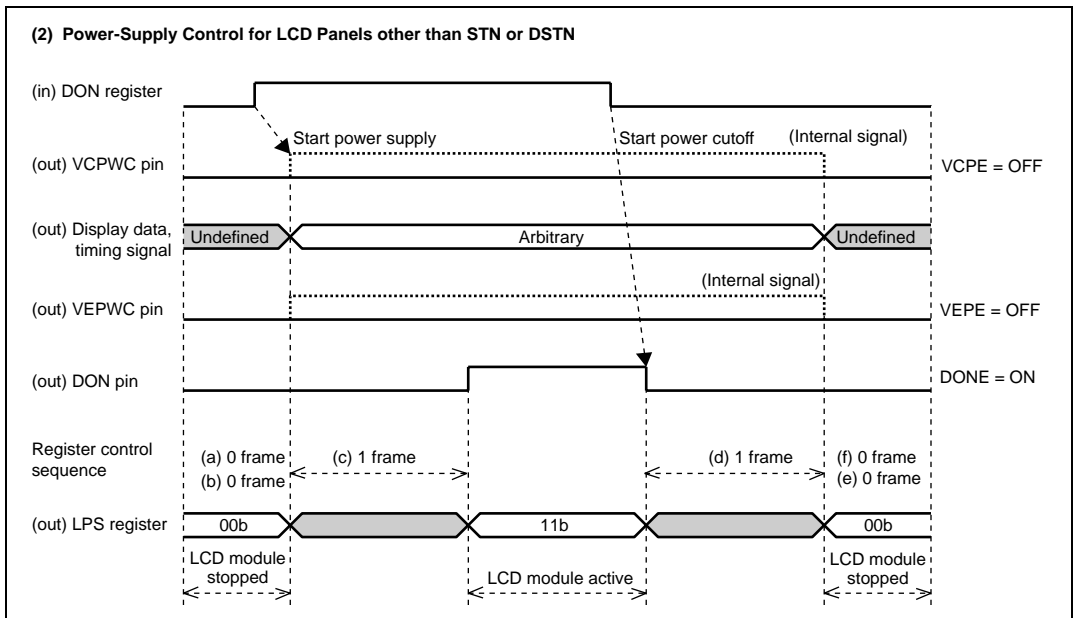 (2) Power-Supply Control for LCD Panels other than STN or DSTN
(in) DON register
Start power supply
Start power cutoff
(Internal signal)
(out) VCPWC pin
VCPE = OFF
(out) Display data,
timing signal
Undefined
Arbitrary
Undefined
(Internal signal)
(out) VEPWC pin
VEPE = OFF
(out) DON pin
DONE = ON
Register control
sequence
(a) 0 frame
(b) 0 frame
(c) 1 frame
(d) 1 frame
(f) 0 frame
(e) 0 frame
(out) LPS register
00b
11b
00b
LCD module
stopped
LCD module active
LCD module
stopped